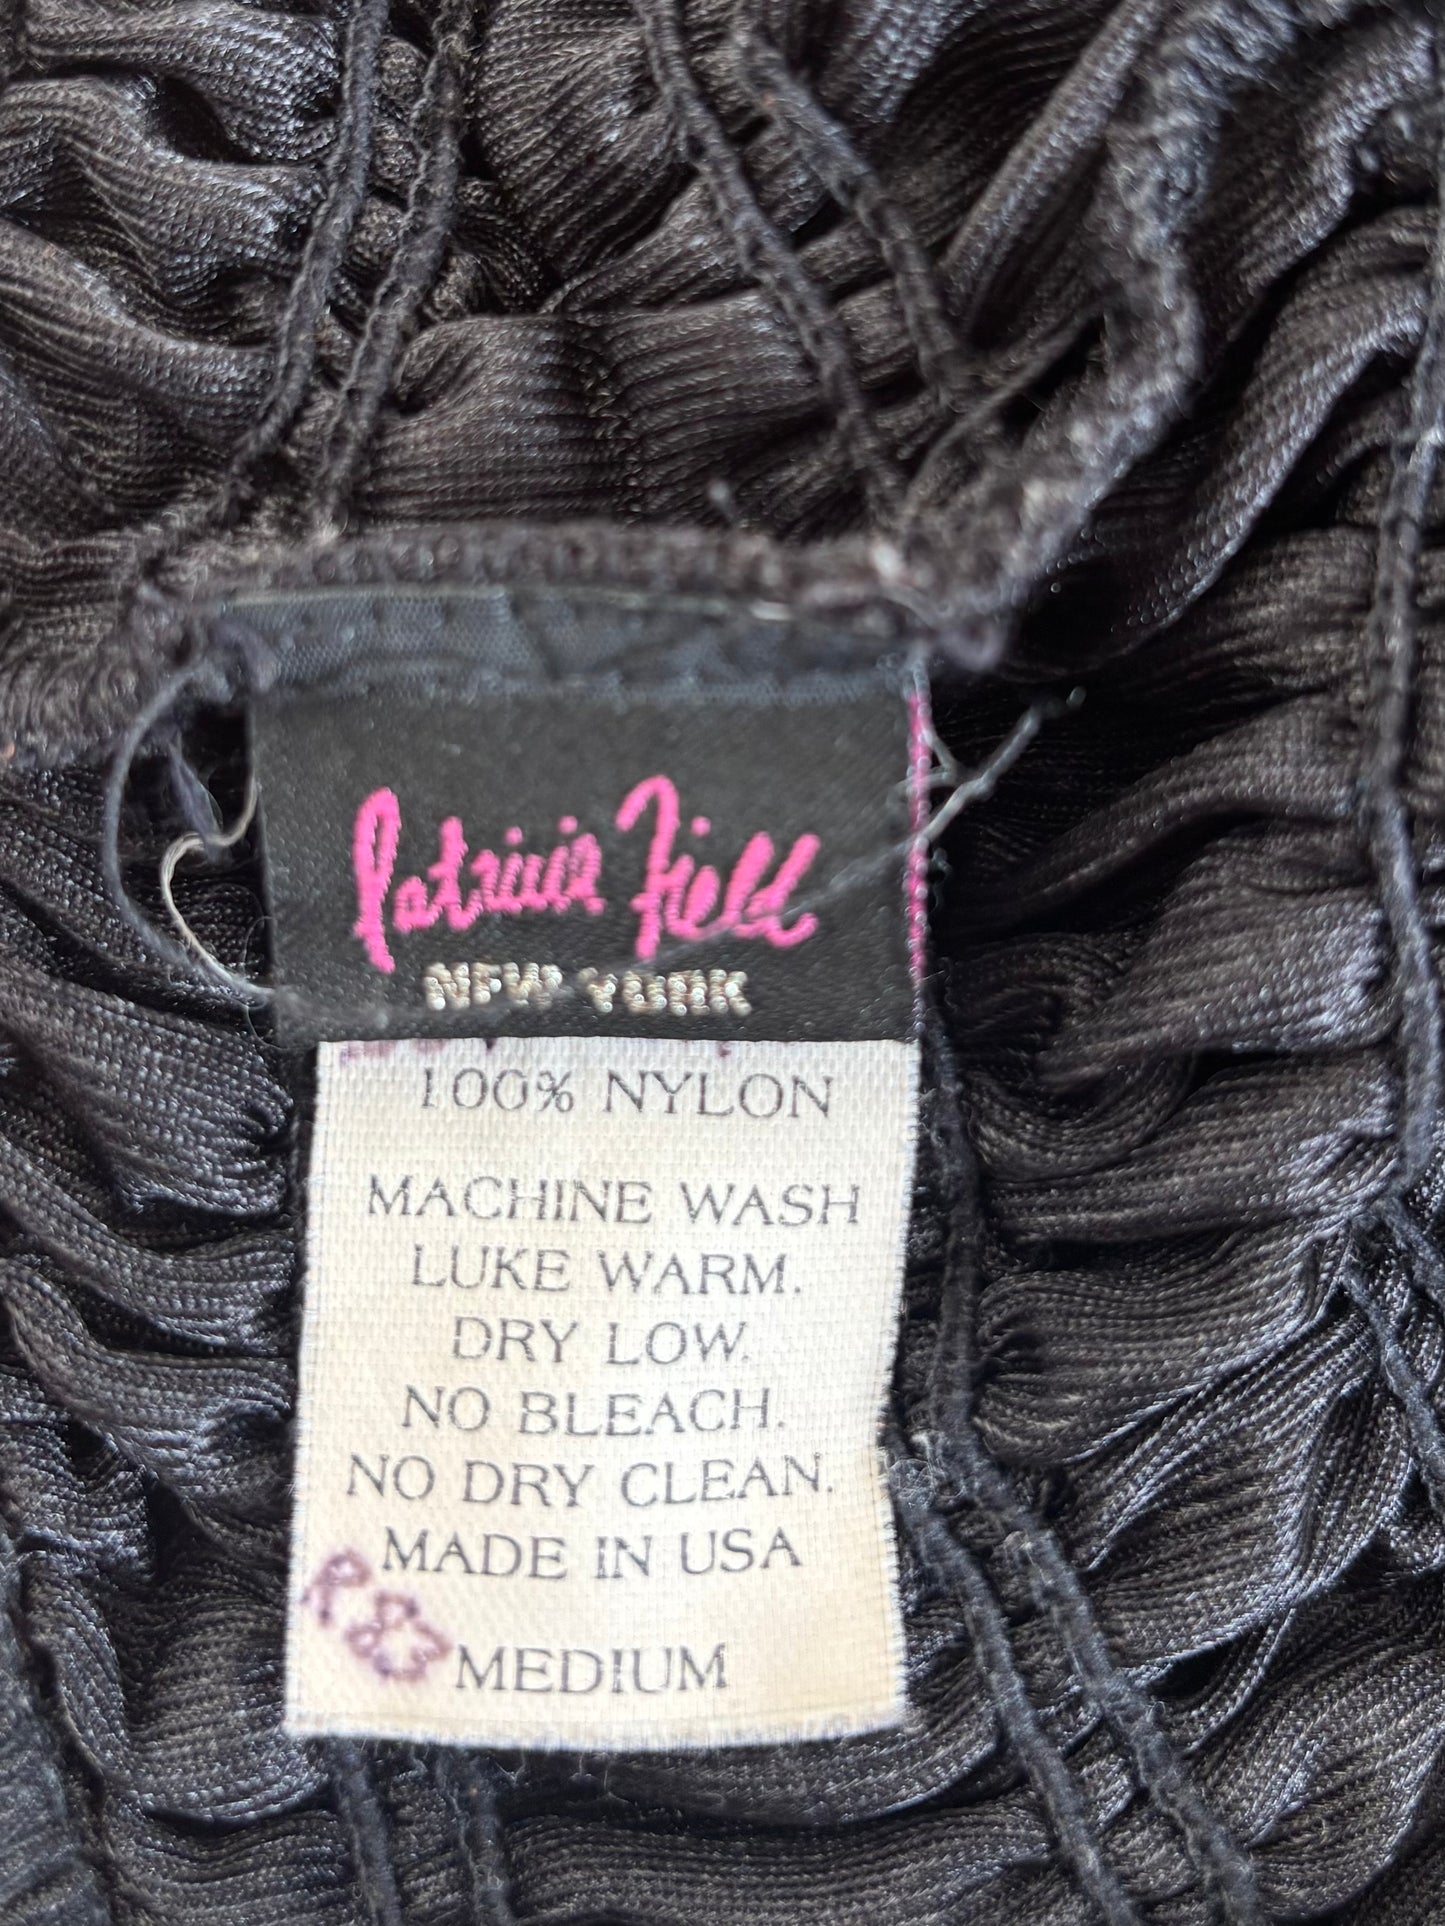 Patricia Field
NEW YORK
100% NYLON
MACHINE WASH
LUKE WARM.
DRY LOW.
NO BLEACH.
NO DRY CLEAN.
MADE IN USA
MEDIUM